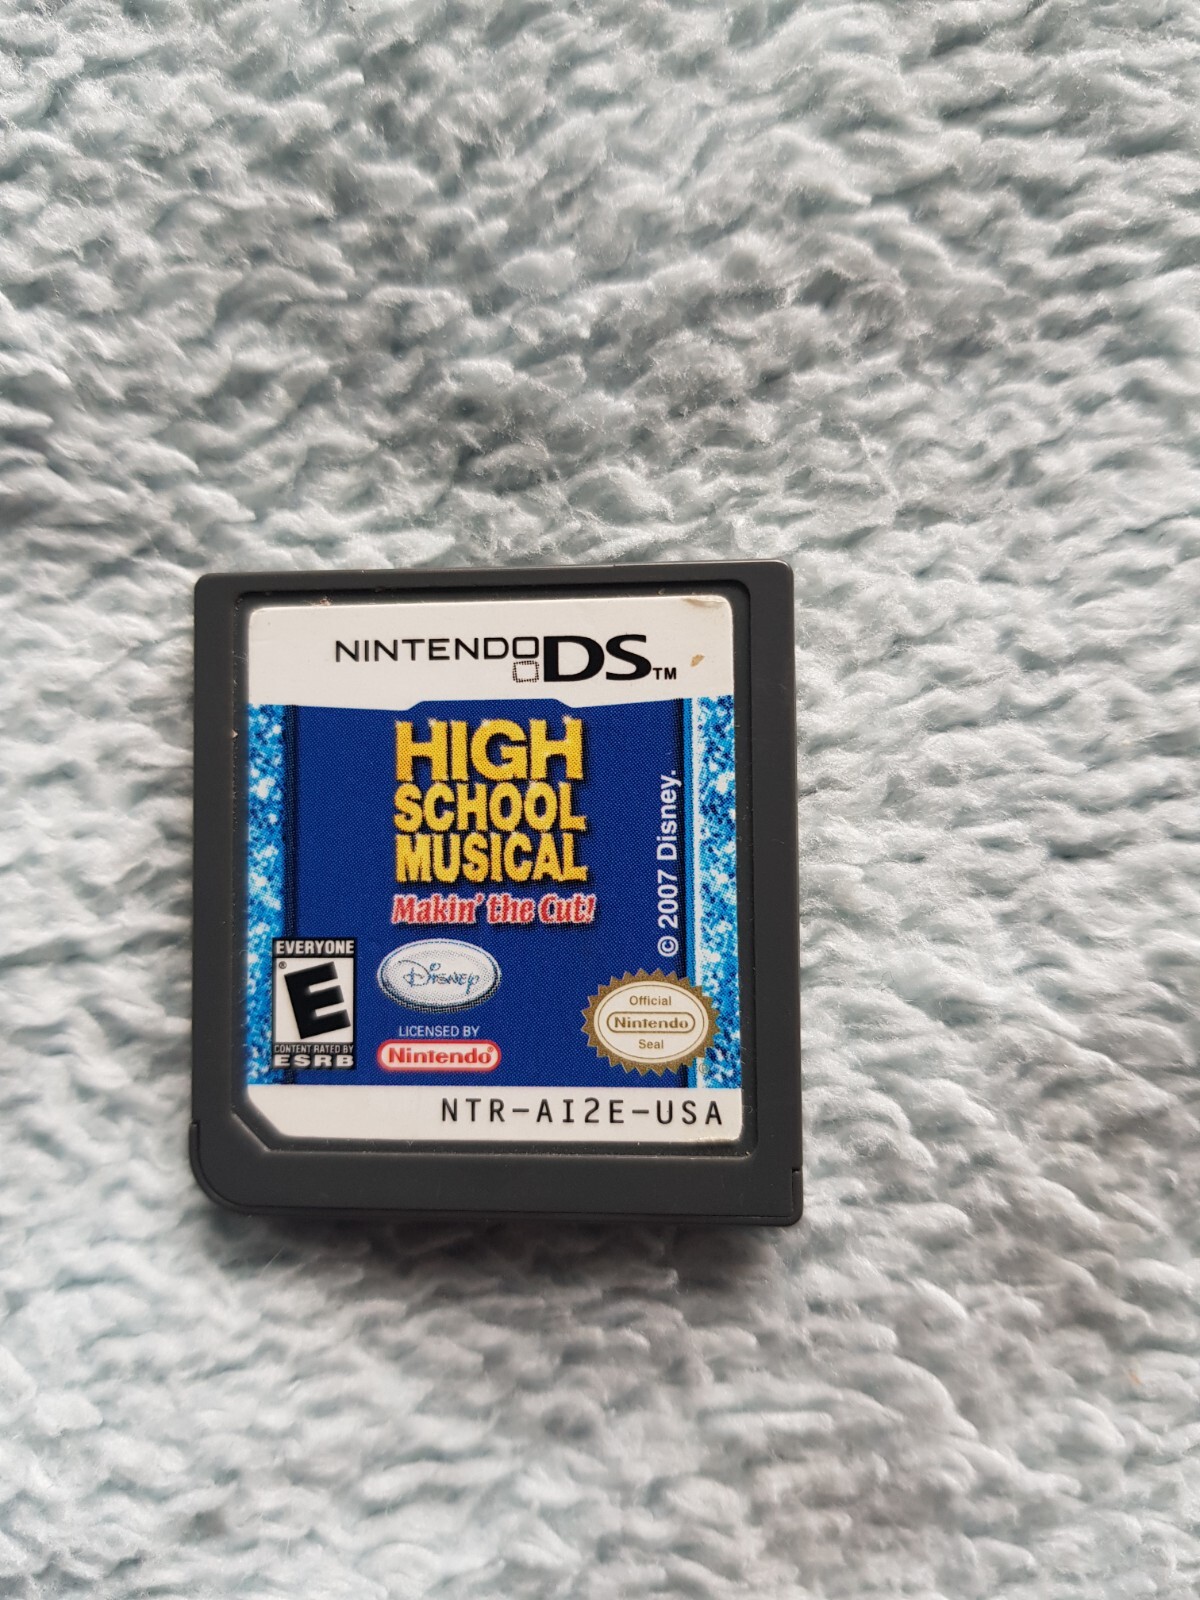 NINTENDO DS™
HIGH
SCHOOL
MUSICAL
Makin' the Cut!
© 2007 Disney.
EVERYONE
E
®
CONTENT RATED BY
ESRB
Disney
LICENSED BY
Nintendo®
Official
Nintendo
Seal
NTR-AI2E-USA